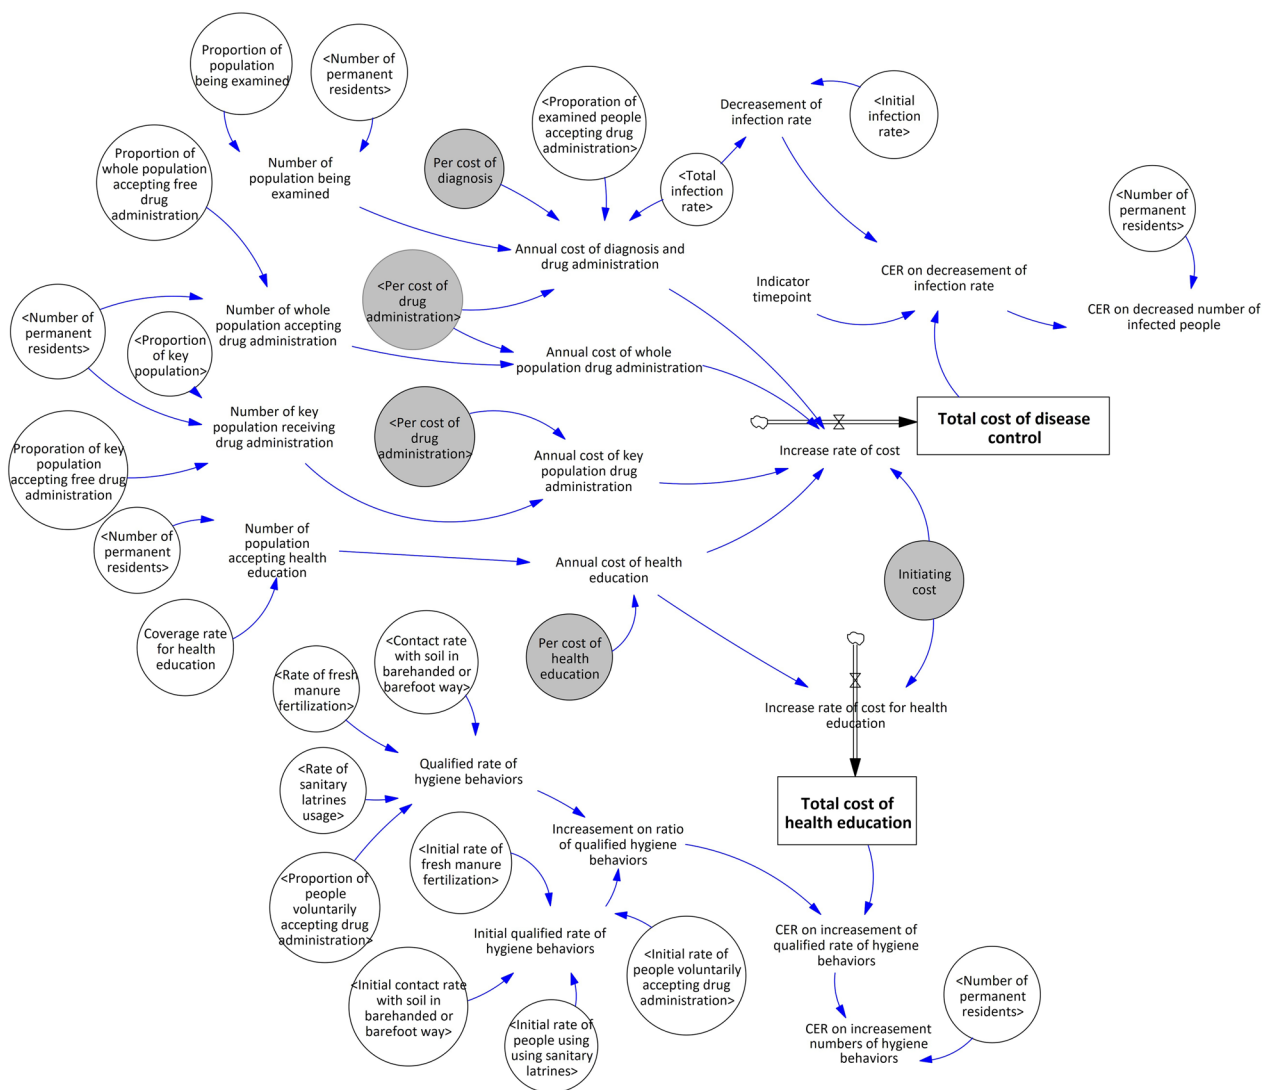 Proportion of
population
being examined
<Number of
permanent
residents>
<Proporation of
examined people
accepting drug
administration>
Decreasement of
infection rate
<Initial
infection
rate>
Proportion of
whole population
accepting free
drug
administration
Number of
population being
examined
Per cost of
diagnosis
<Total
infection
rate>
<Number of
permanent
residents>
Annual cost of diagnosis and
drug administration
CER on decreasement of
infection rate
Indicator
timepoint
<Per cost of
drug
administration>
Number of whole
population accepting
drug administration
CER on decreased number of
infected people
<Number of
permanent
residents>
<Proportion
of key
population>
Annual cost of whole
population drug administration
Number of key
population receiving
drug administration
<Per cost of
drug
administration>
Total cost of disease
control
Increase rate of cost
Proporation of key
population
accepting free drug
administration
Annual cost of key
population drug
administration
<Number of
permanent
residents>
Number of
population
accepting health
education
Annual cost of health
education
Initiating
cost
Coverage rate
for health
education
<Contact rate
with soil in
barehanded or
barefoot way>
Per cost of
health
education
<Rate of fresh
manure
fertilization>
Increase rate of cost for health
education
Qualified rate of
hygiene behaviors
<Rate of
sanitary
latrines
usage>
Total cost of
health education
Increasement on ratio
of qualified hygiene
behaviors
<Initial rate of
fresh manure
fertilization>
<Proportion of
people
voluntarily
accepting drug
administration>
Initial qualified rate of
hygiene behaviors
CER on increasement of
qualified rate of hygiene
behaviors
<Initial rate of
people voluntarily
accepting drug
administration>
<Initial contact rate
with soil in
barehanded or
barefoot way>
<Number of
permanent
residents>
<Initial rate of
people using
using sanitary
latrines>
CER on increasement
numbers of hygiene
behaviors